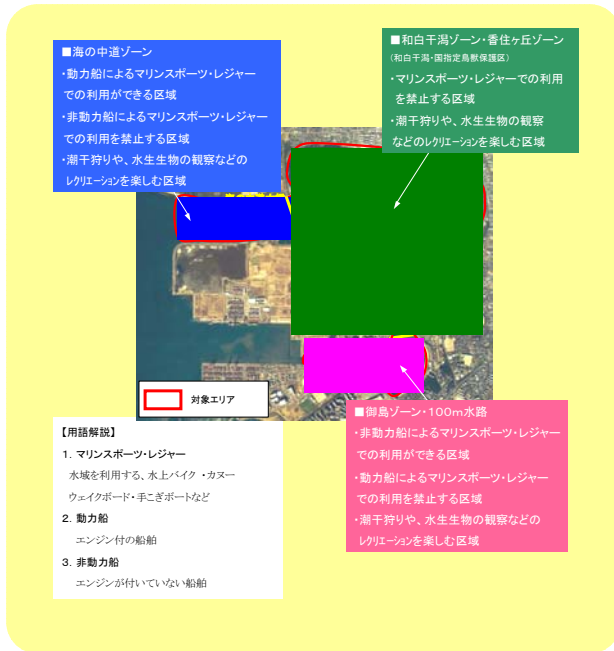 ■海の中道ゾーン
・動力船によるマリンスポーツ・レジャー
での利用ができる区域
・非動力船によるマリンスポーツ・レジャー
での利用を禁止する区域
・潮干狩りや、水生生物の観察などの
レクリエーションを楽しむ区域
■和白干潟ゾーン・香住ヶ丘ゾーン
(和白干潟・国指定鳥獣保護区)
・マリンスポーツ・レジャーでの利用
を禁止する区域
・潮干狩りや、水生生物の観察
などのレクリエーションを楽しむ区域
対象エリア
■御島ゾーン・100m水路
・非動力船によるマリンスポーツ・レジャー
での利用ができる区域
・動力船によるマリンスポーツ・レジャー
での利用を禁止する区域
・潮干狩りや、水生生物の観察などの
レクリエーションを楽しむ区域
【用語解説】
1. マリンスポーツ・レジャー
水域を利用する、水上バイク ・カヌー
ウェイクボード・手こぎボートなど
2. 動力船
エンジン付の船舶
3. 非動力船
エンジンが付いていない船舶